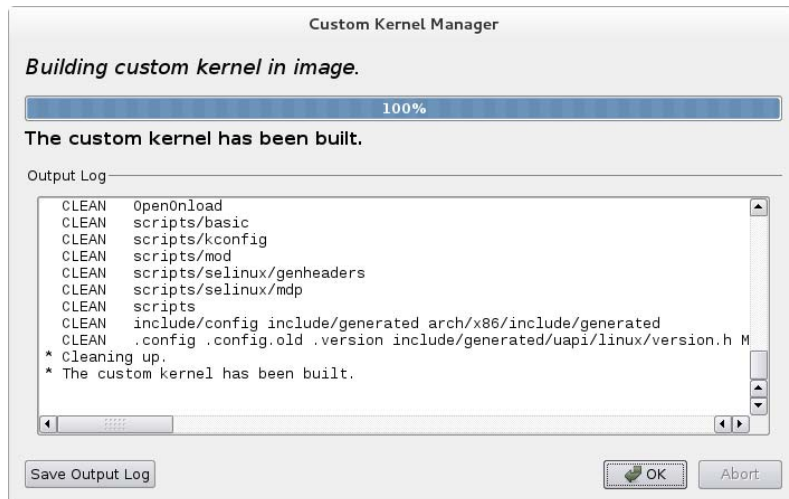 Custom Kernel Manager
Building custom kernel in image.
100%
The custom kernel has been built.
Output Log
CLEAN OpenOnload
CLEAN scripts/basic
CLEAN scripts/kconfig
CLEAN scripts/mod
CLEAN scripts/selinux/genheaders
CLEAN scripts/selinux/mdp
CLEAN scripts
CLEAN include/config include/generated arch/x86/include/generated
CLEAN .config .config.old .version include/generated/uapi/linux/version.h M
* Cleaning up.
* The custom kernel has been built.
Save Output Log
OK
Abort